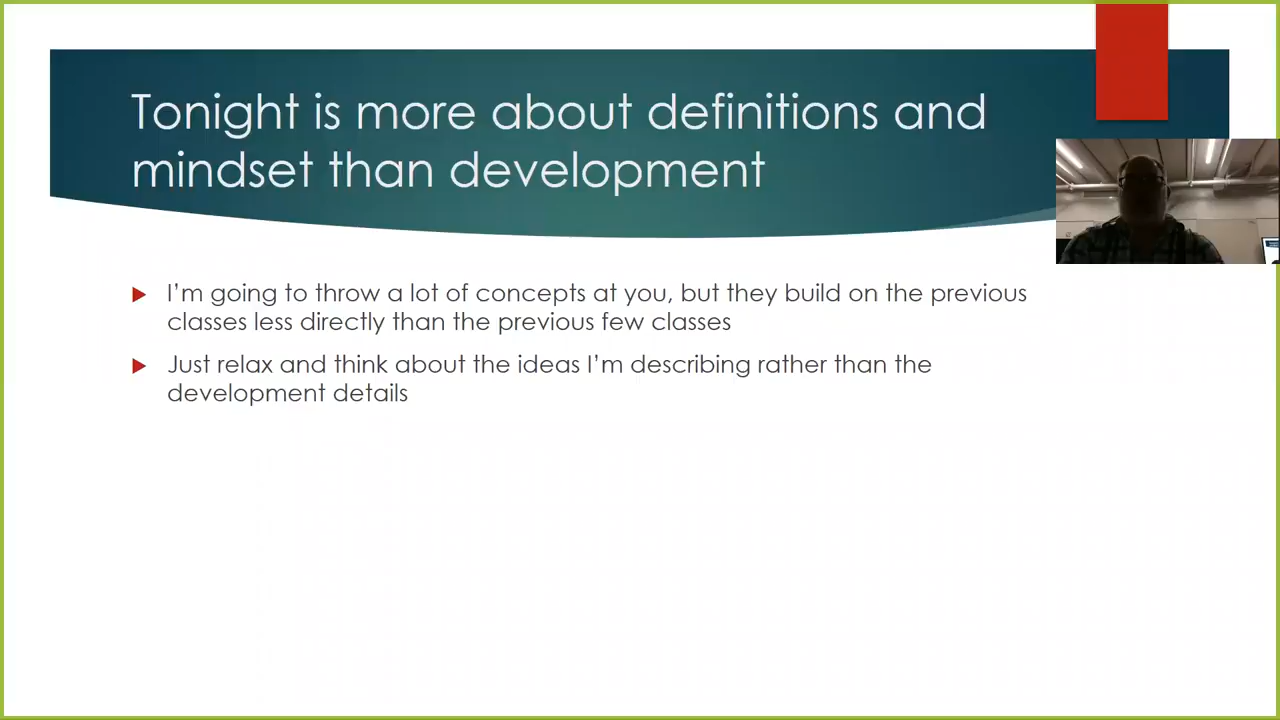 Tonight is more about definitions and
mindset than development
I'm going to throw a lot of concepts at you, but they build on the previous
classes less directly than the previous few classes
Just relax and think about the ideas I'm describing rather than the
development details